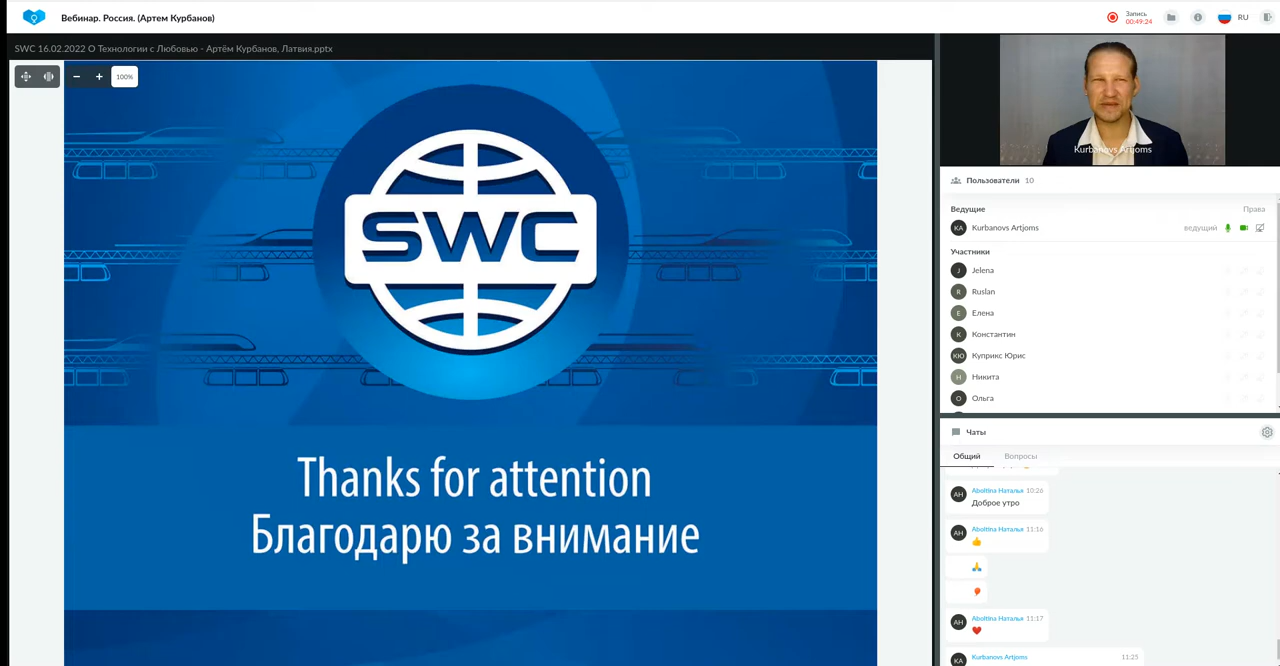 Вебинар. Россия. (Артем Курбанов)
Запись
00:49:24
RU
SWC 16.02.2022 О Технологии с Любовью - Артём Курбанов, Латвия.pptx
100%
SWC
Thanks for attention
Благодарю за внимание
Kurbanovs Artjoms
Пользователи 10
Ведущие Права
KA Kurbanovs Artjoms ведущий
Участники
J Jelena
R Ruslan
Е Елена
К Константин
КЮ Куприкс Юрис
Н Никита
О Ольга
Чаты
Общий Вопросы
АН Aboltina Наталья 10:26
Доброе утро
АН Aboltina Наталья 11:16
👍
🙏
🎈
АН Aboltina Наталья 11:17
❤️
KA Kurbanovs Artjoms 11:25